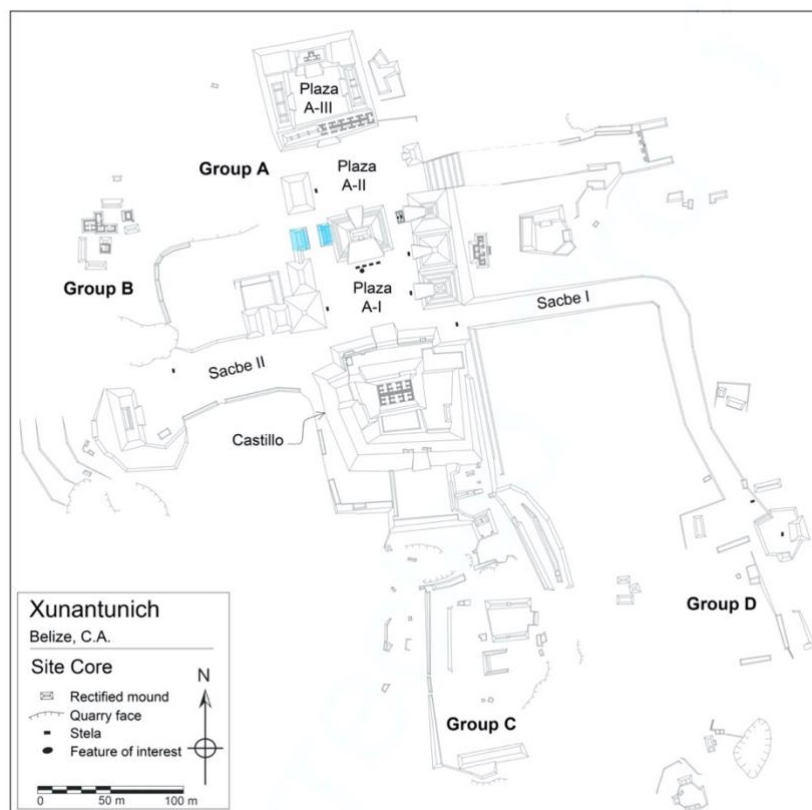 Plaza
A-III
Group A
Plaza
A-II
Group B
Plaza
A-I
Sacbe I
Sacbe II
Castillo
Group D
Group C
Xunantunich
Belize, C.A.
Site Core
N
Rectified mound
Quarry face
Stela
Feature of interest
0 50 m 100 m